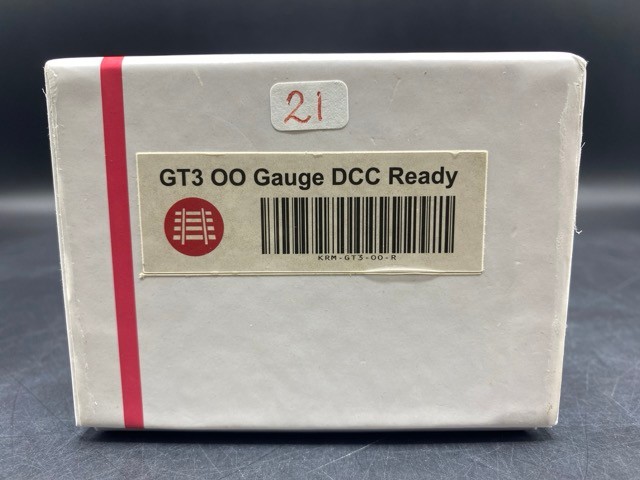 21
GT3 OO Gauge DCC Ready
KRM-GT3-OO-R